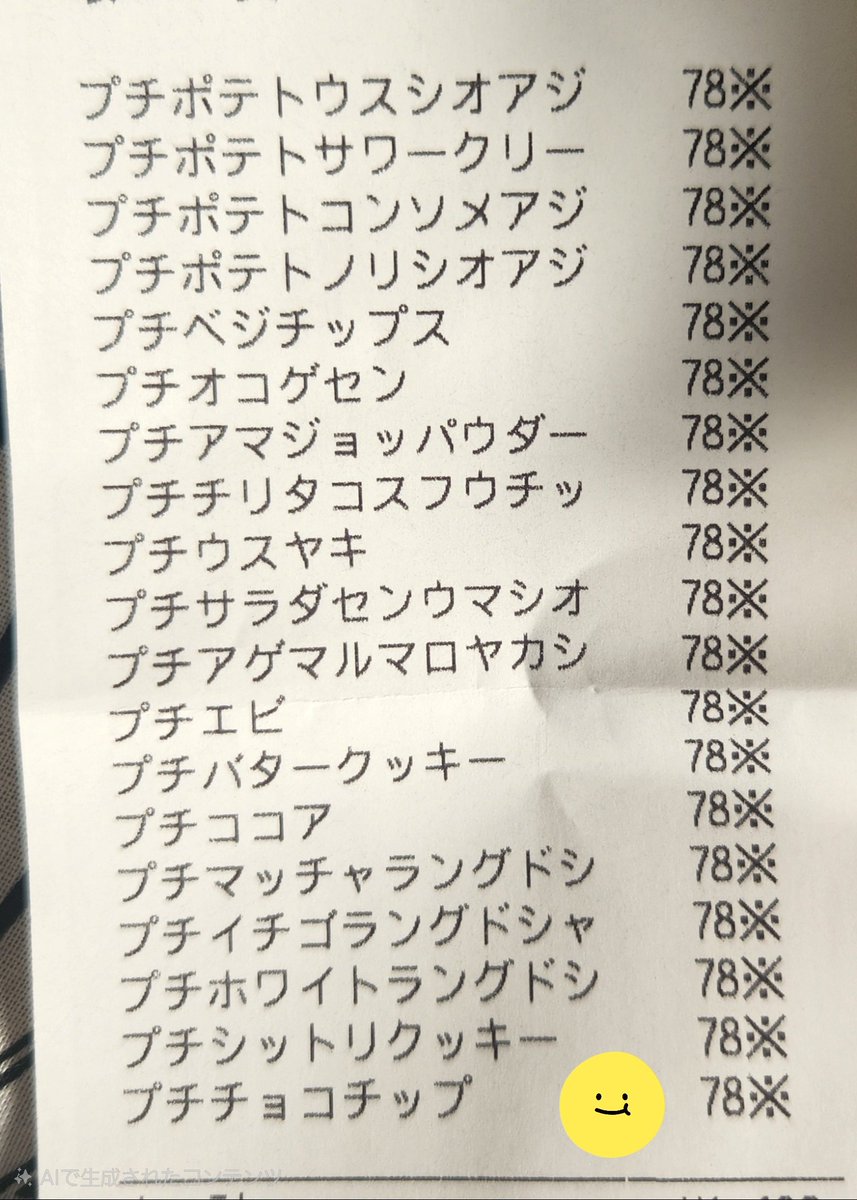 プチポテトウスシオアジ 78※
プチポテトサワークリー 78※
プチポテトコンソメアジ 78※
プチポテトノリシオアジ 78※
プチベジチップス 78※
プチオコゲセン 78※
プチアマジョッパウダー 78※
プチチリタコスフウチッ 78※
プチウスヤキ 78※
プチサラダセンウマシオ 78※
プチアゲマルマロヤカシ 78※
プチエビ 78※
プチバタークッキー 78※
プチココア 78※
プチマッチャラングドシ 78※
プチイチゴラングドシャ 78※
プチホワイトラングドシ 78※
プチシットリクッキー 78※
プチチョコチップ 78※
AIで生成されたコンテンツ